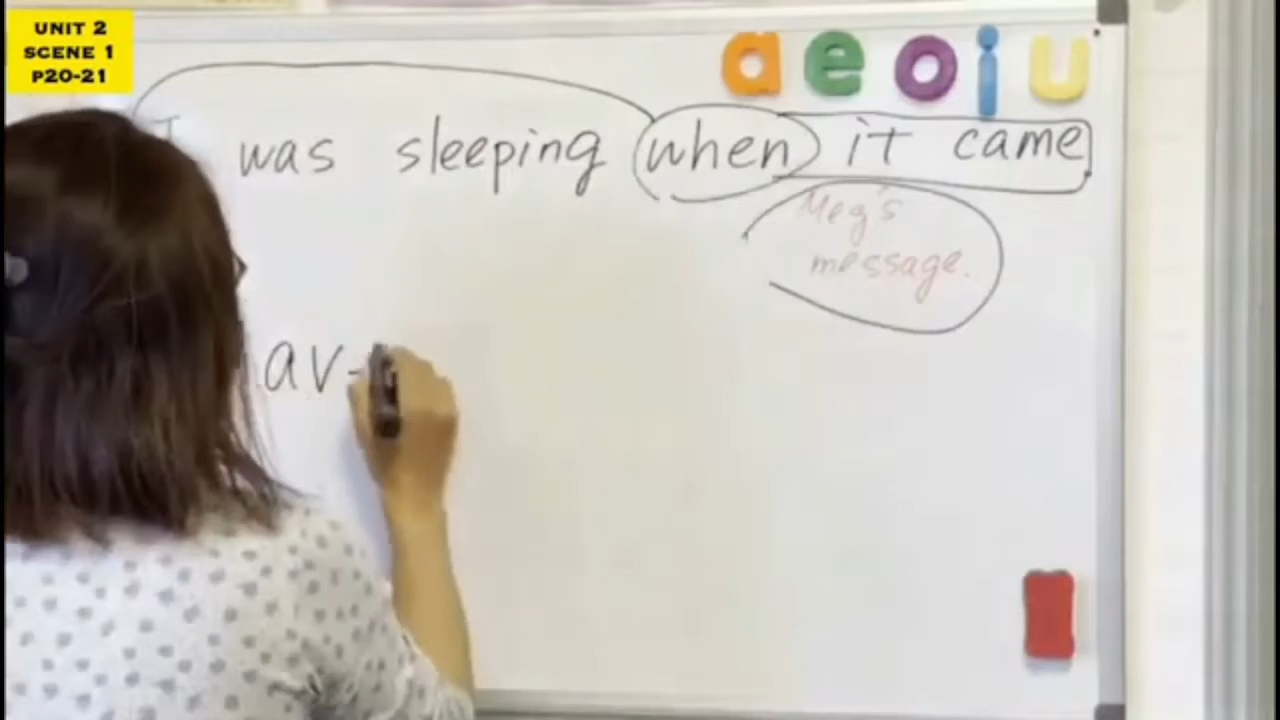 UNIT 2
SCENE 1
P20-21
a e o i u
I was sleeping when it came
Meg's
message.
av